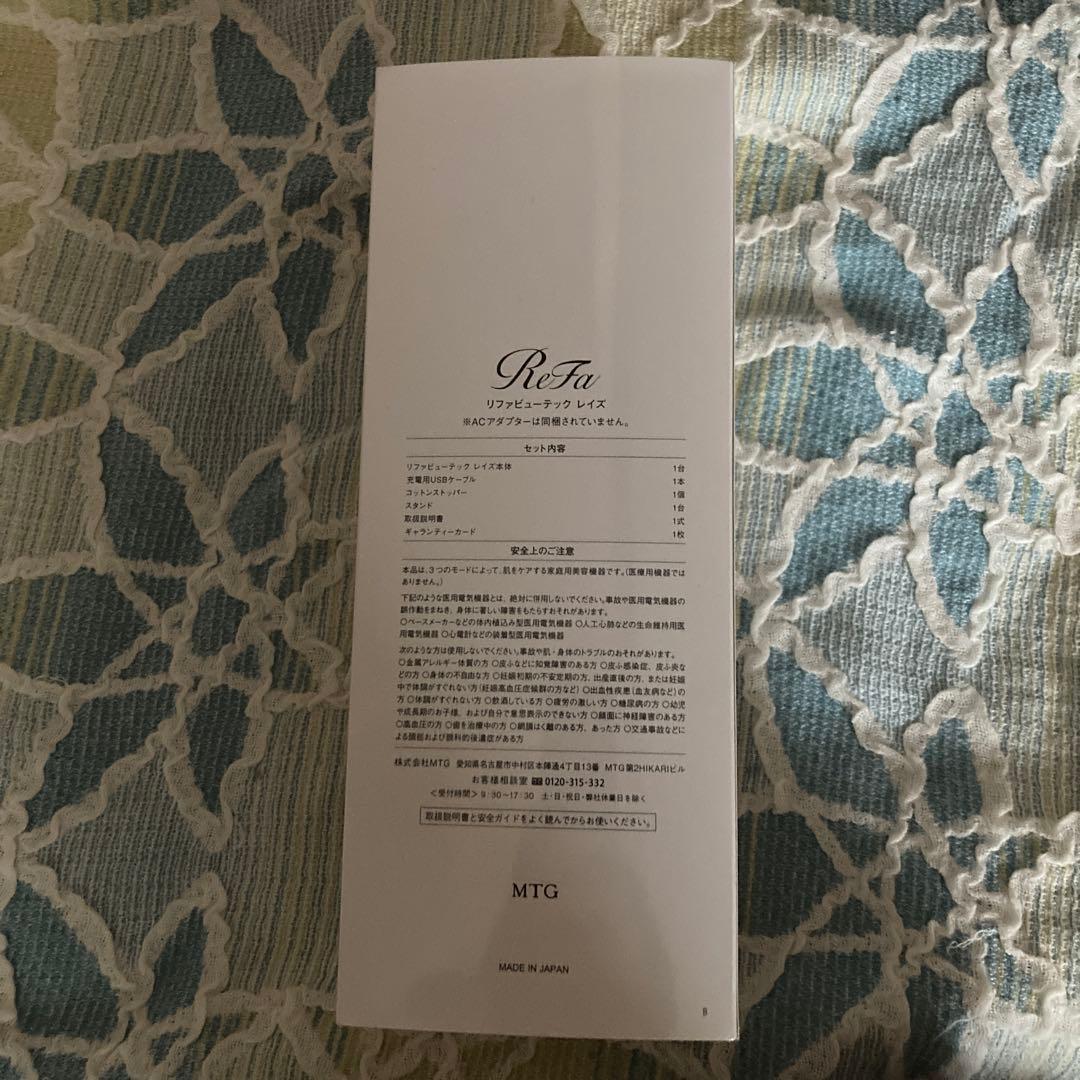 ReFa
リファビューテック レイズ
※ACアダプターは同梱されていません。
セット内容
リファビューテック レイズ本体 1台
充電用USBケーブル 1本
コットンストッパー 1個
スタンド 1台
取扱説明書 1式
ギャランティーカード 1枚
安全上のご注意
本品は、3つのモードによって、肌をケアする家庭用美容機器です。(医療用機器では
ありません。)
下記のような医用電気機器とは、絶対に併用しないでください。事故や医用電気機器の
誤作動をまねき、身体に著しい障害をもたらすおそれがあります。
○ペースメーカーなどの体内植込み型医用電気機器 ○人工心肺などの生命維持用医
用電気機器 ○心電計などの装着型医用電気機器
次のような方は使用しないでください。事故や肌・身体のトラブルのおそれがあります。
○金属アレルギー体質の方 ○皮ふなどに知覚障害のある方 ○皮ふ感染症、皮ふ炎な
どの方 ○身体の不自由な方 ○妊娠初期の不安定期の方、出産直後の方、または妊娠
中で体調がすぐれない方(妊娠高血圧症候群の方など) ○出血性疾患(血友病など)の
方 ○体調がすぐれない方 ○飲酒している方 ○疲労の激しい方 ○糖尿病の方 ○幼児
や成長期のお子様、および自分で意思表示のできない方 ○顔面に神経障害のある方
○高血圧の方 ○歯を治療中の方 ○網膜はく離のある方、あった方 ○交通事故などに
よる頭部および眼科的後遺症がある方
株式会社MTG 愛知県名古屋市中村区本陣通4丁目13番 MTG第2HIKARIビル
お客様相談室 0120-315-332
＜受付時間＞9:30〜17:30 土・日・祝日・弊社休業日を除く
取扱説明書と安全ガイドをよく読んでからお使いください。
MTG
MADE IN JAPAN
B